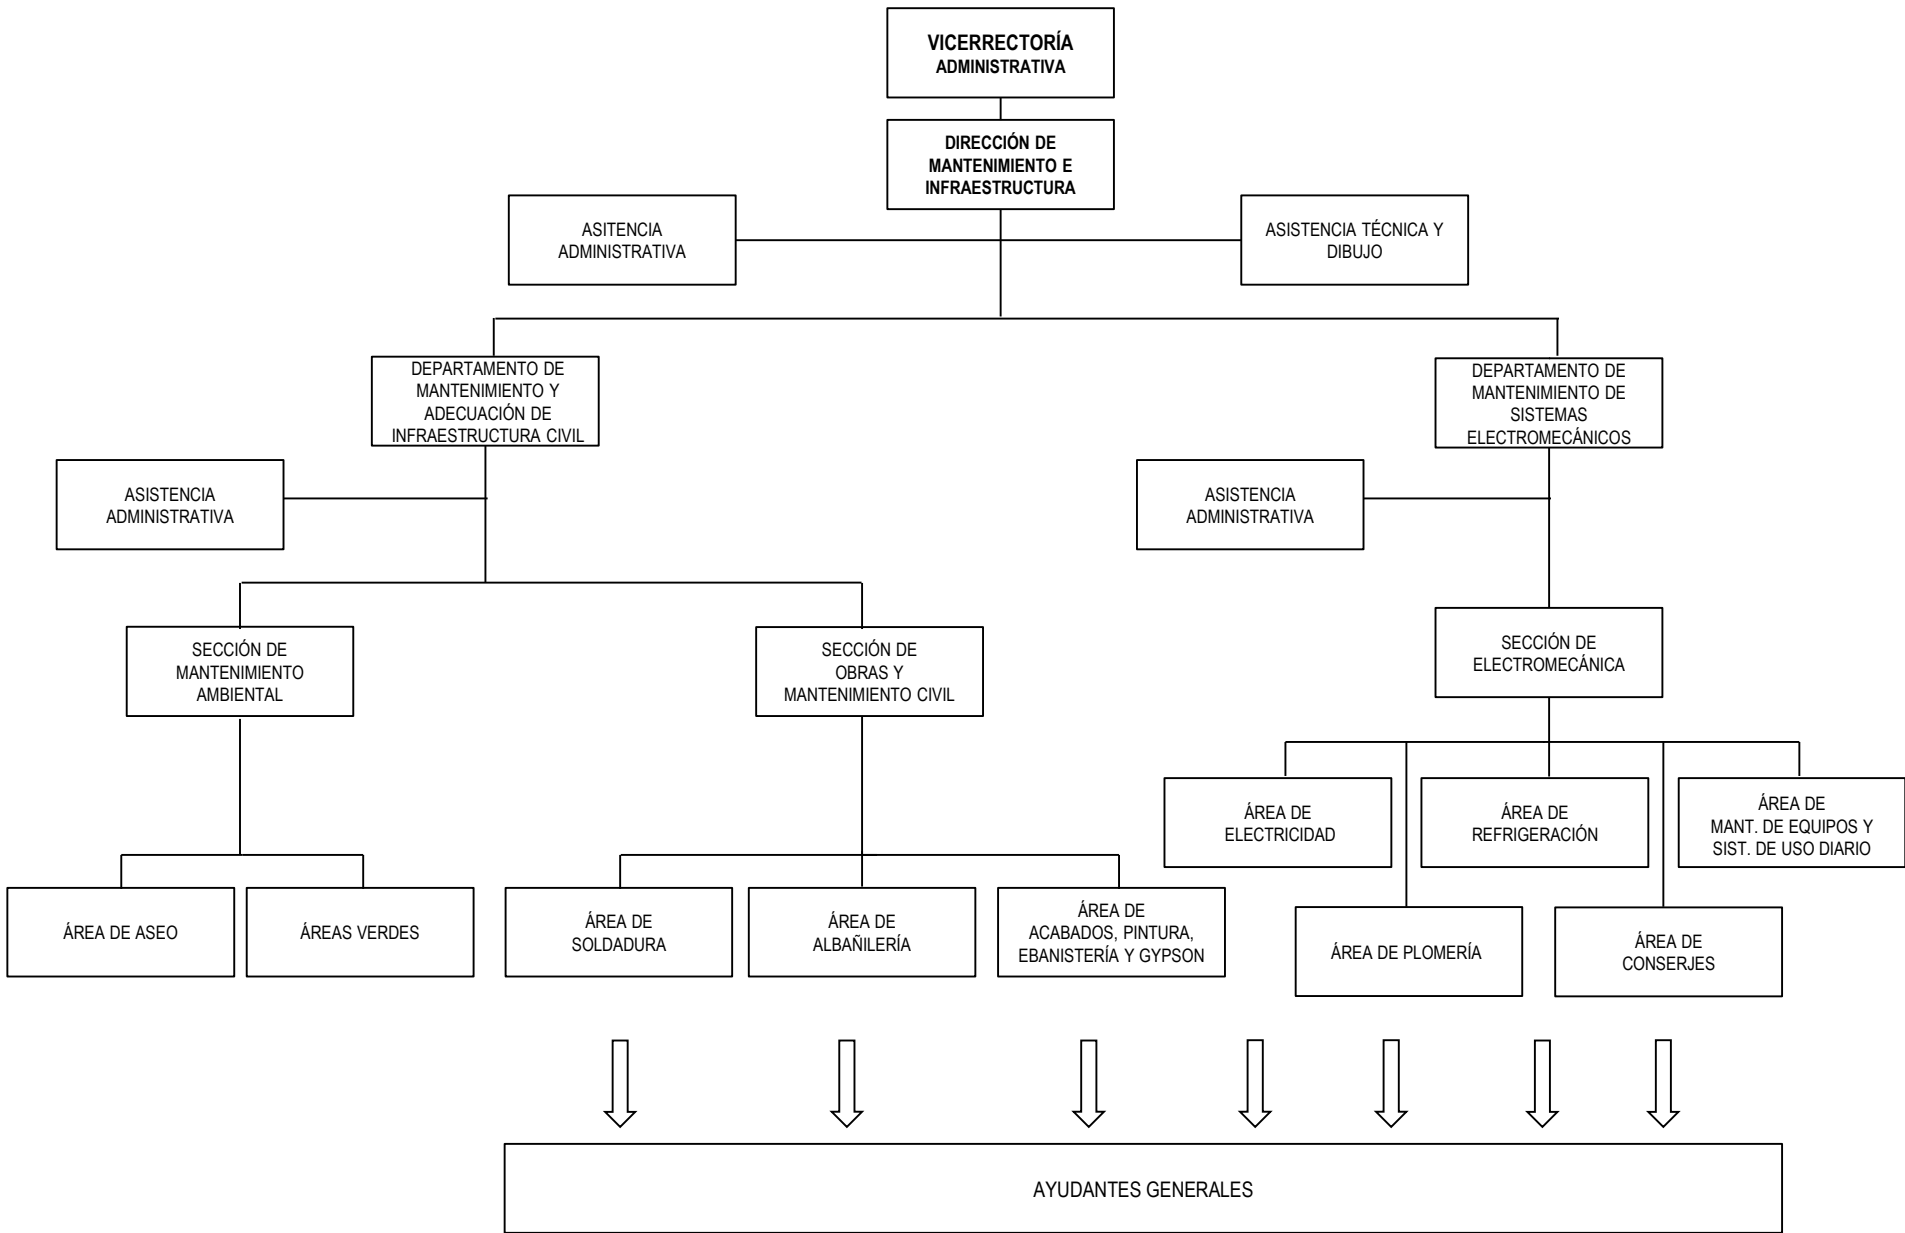 VICERRECTORÍA
ADMINISTRATIVA
DIRECCIÓN DE
MANTENIMIENTO E
INFRAESTRUCTURA
ASITENCIA
ADMINISTRATIVA
ASISTENCIA TÉCNICA Y
DIBUJO
DEPARTAMENTO DE
MANTENIMIENTO Y
ADECUACIÓN DE
INFRAESTRUCTURA CIVIL
DEPARTAMENTO DE
MANTENIMIENTO DE
SISTEMAS
ELECTROMECÁNICOS
ASISTENCIA
ADMINISTRATIVA
ASISTENCIA
ADMINISTRATIVA
SECCIÓN DE
MANTENIMIENTO
AMBIENTAL
SECCIÓN DE
OBRAS Y
MANTENIMIENTO CIVIL
SECCIÓN DE
ELECTROMECÁNICA
ÁREA DE
ELECTRICIDAD
ÁREA DE
REFRIGERACIÓN
ÁREA DE
MANT. DE EQUIPOS Y
SIST. DE USO DIARIO
ÁREA DE ASEO
ÁREAS VERDES
ÁREA DE
SOLDADURA
ÁREA DE
ALBAÑILERÍA
ÁREA DE
ACABADOS, PINTURA,
EBANISTERÍA Y GYPSON
ÁREA DE PLOMERÍA
ÁREA DE
CONSERJES
AYUDANTES GENERALES